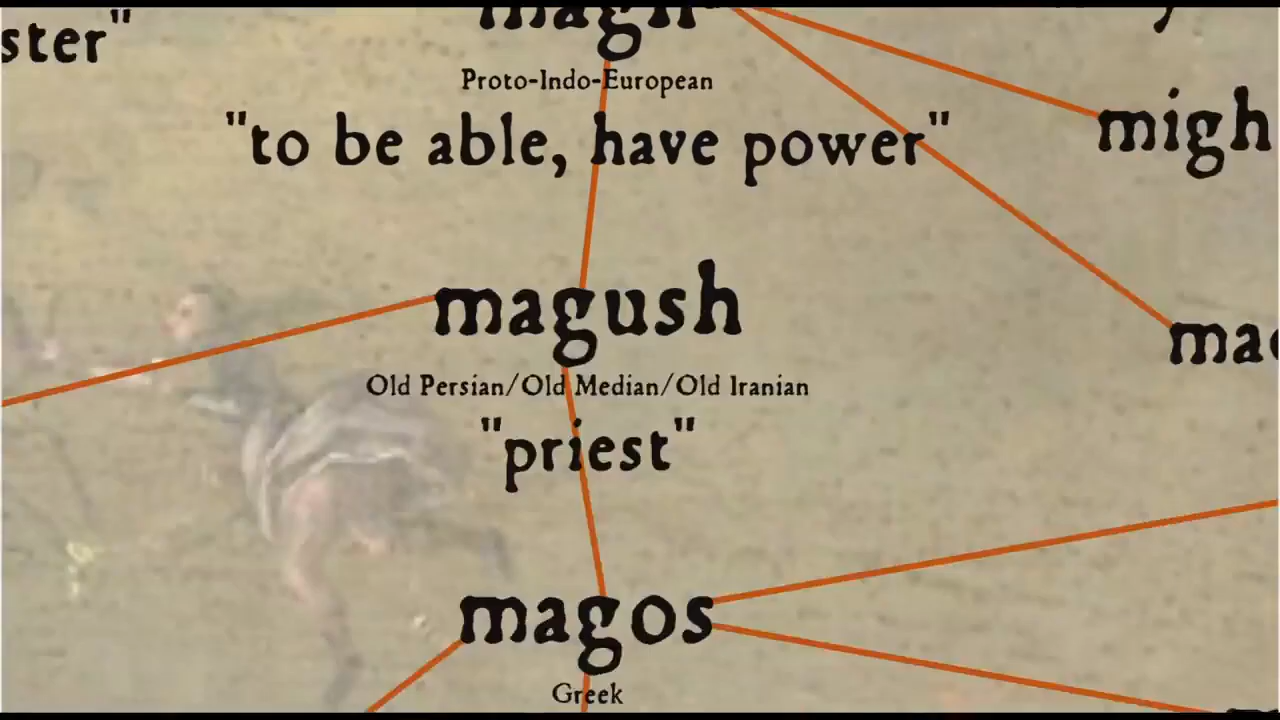 ster"
magh
Proto-Indo-European
"to be able, have power"
migh
magush
Old Persian/Old Median/Old Iranian
"priest"
magos
Greek